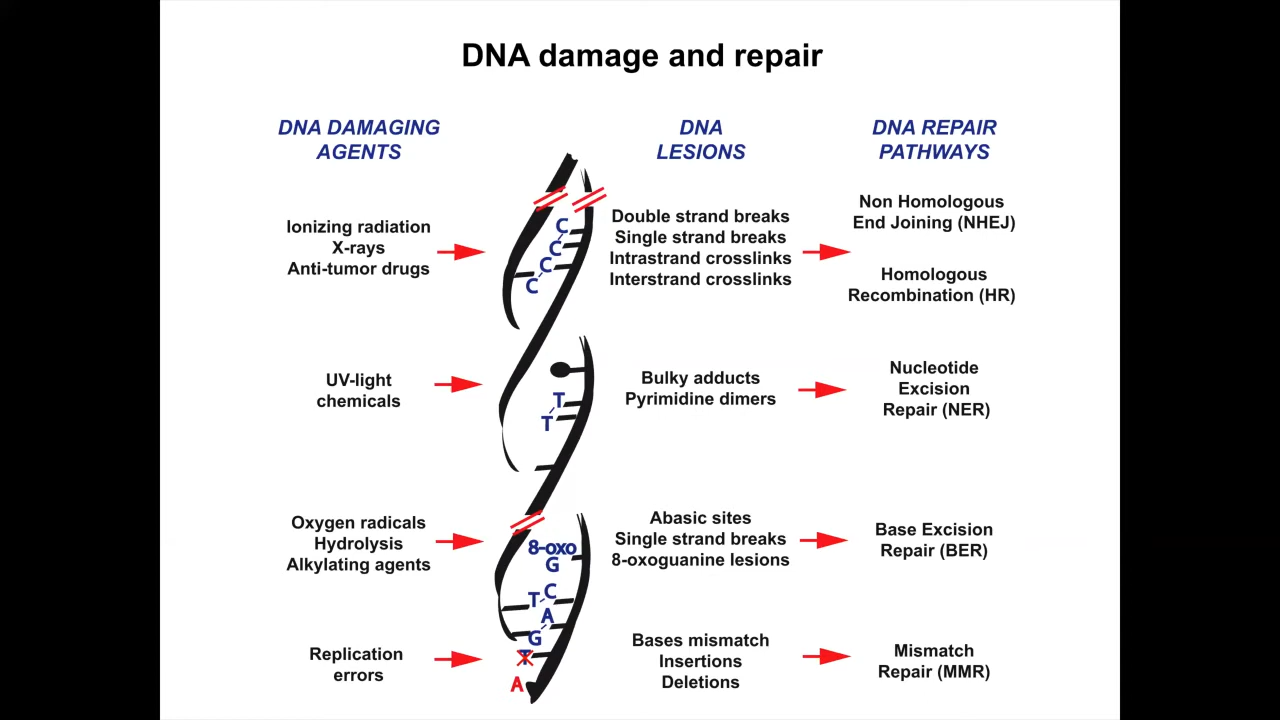 DNA damage and repair
DNA DAMAGING
AGENTS
DNA
LESIONS
DNA REPAIR
PATHWAYS
Ionizing radiation
X-rays
Anti-tumor drugs
C
C
C
C
Double strand breaks
Single strand breaks
Intrastrand crosslinks
Interstrand crosslinks
Non Homologous
End Joining (NHEJ)
Homologous
Recombination (HR)
UV-light
chemicals
T
T
Bulky adducts
Pyrimidine dimers
Nucleotide
Excision
Repair (NER)
Oxygen radicals
Hydrolysis
Alkylating agents
8-oxo
G
T C
A
G
T
A
Abasic sites
Single strand breaks
8-oxoguanine lesions
Base Excision
Repair (BER)
Replication
errors
Bases mismatch
Insertions
Deletions
Mismatch
Repair (MMR)